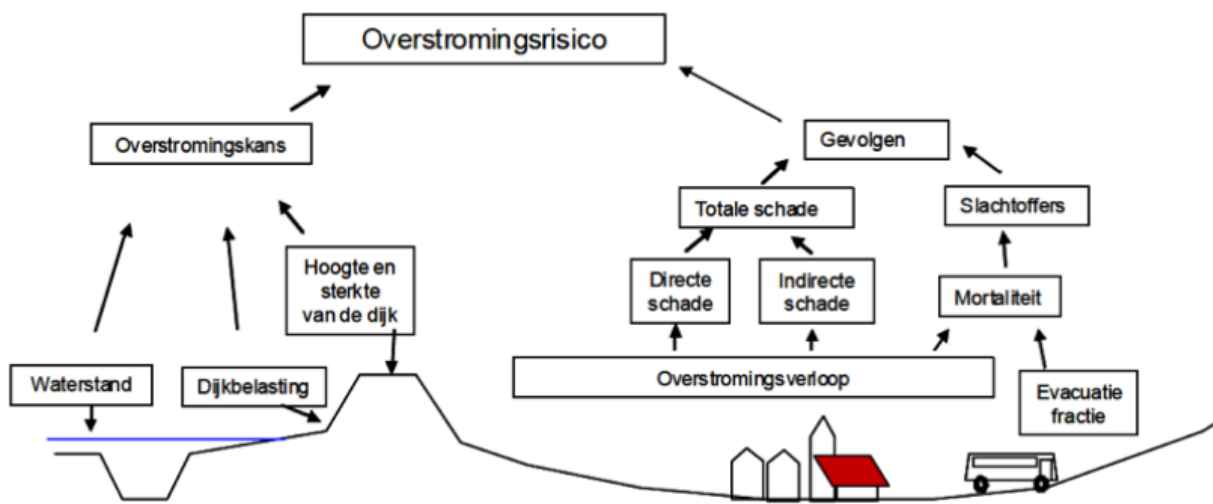 Overstromingsrisico
Overstromingskans
Gevolgen
Totale schade
Slachtoffers
Hoogte en
sterkte
van de dijk
Directe
schade
Indirecte
schade
Mortaliteit
Waterstand
Dijkbelasting
Overstromingsverloop
Evacuatie
fractie